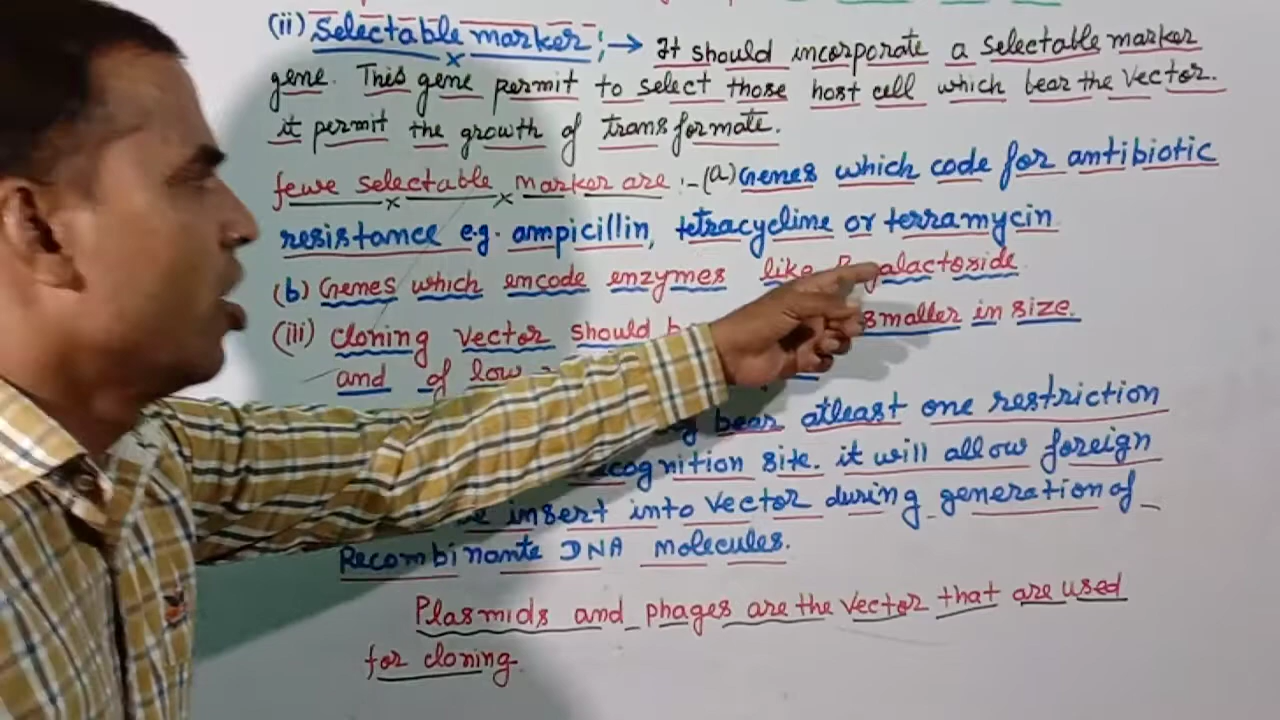 (ii) Selectable marker; → It should incorporate a selectable marker
gene. This gene permit to select those host cell which bear the vector.
it permit the growth of transformate.
fewe selectable marker are :- (a) Genes which code for antibiotic
resistance e.g. ampicillin, tetracycline or terramycin
(b) Genes which encode enzymes like galactoside
(iii) Cloning vector should smaller in size.
and of low
bear atleast one restriction
site. it will allow foreign
insert into vector during generation of
Recombinante DNA Molecules.
Plasmids and phages are the vector that are used
for cloning.